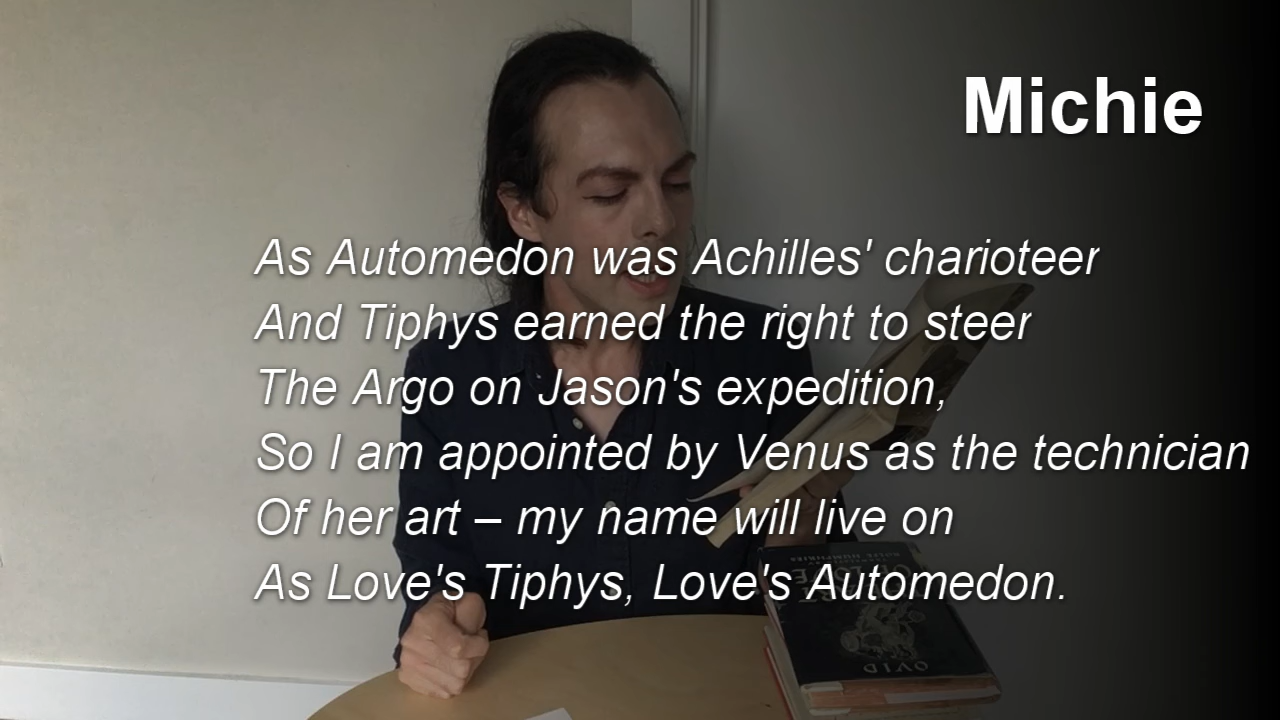 Michie
As Automedon was Achilles' charioteer
And Tiphys earned the right to steer
The Argo on Jason's expedition,
So I am appointed by Venus as the technician
Of her art – my name will live on
As Love's Tiphys, Love's Automedon.
OVID